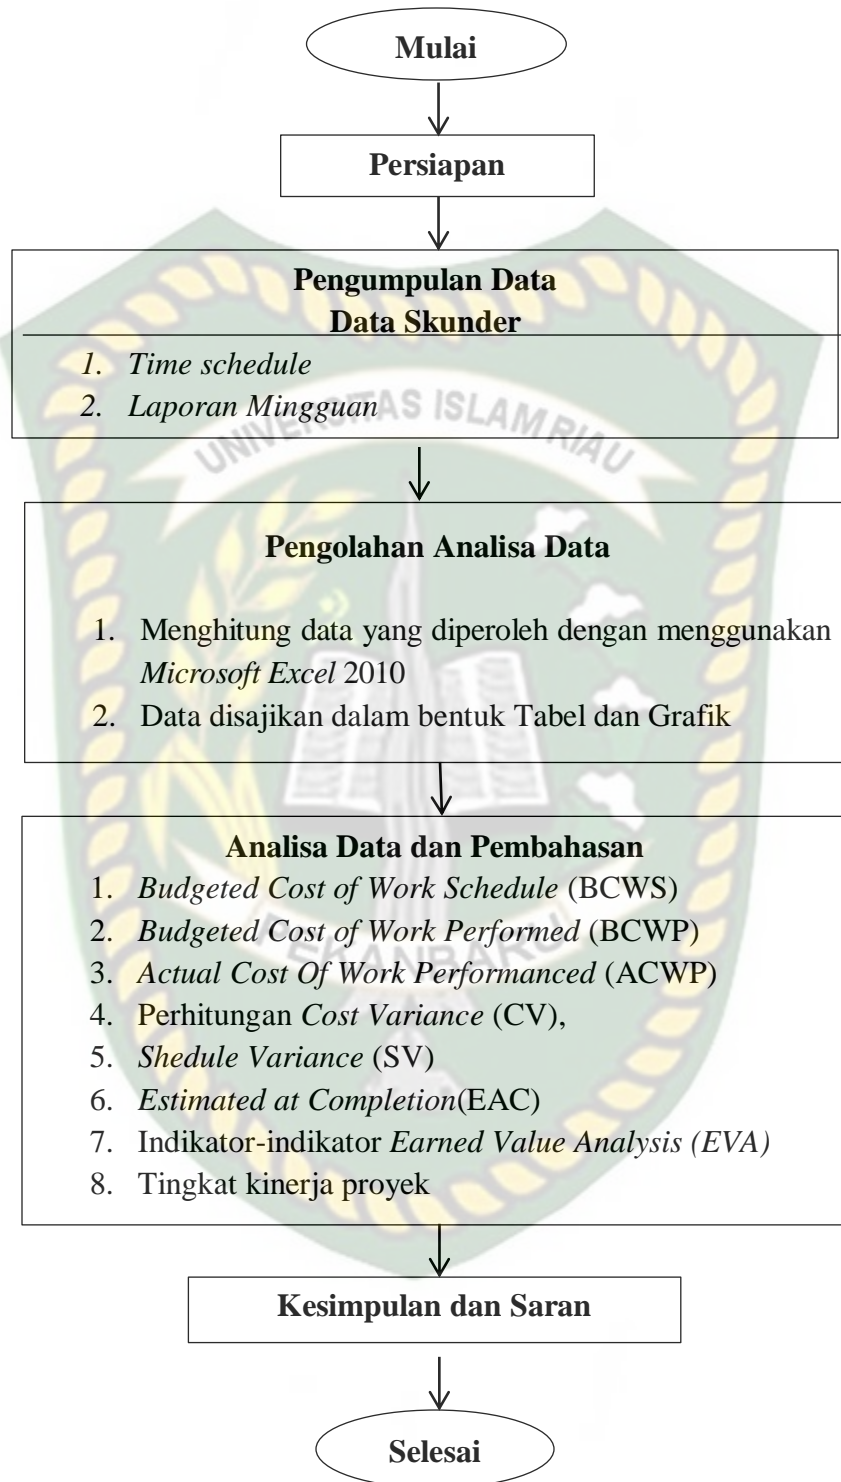 Mulai
Persiapan
Pengumpulan Data
Data Skunder
1. Time schedule
2. Laporan Mingguan
UNIVERSITAS ISLAM RIAU
Pengolahan Analisa Data
1. Menghitung data yang diperoleh dengan menggunakan
Microsoft Excel 2010
2. Data disajikan dalam bentuk Tabel dan Grafik
Analisa Data dan Pembahasan
1. Budgeted Cost of Work Schedule (BCWS)
2. Budgeted Cost of Work Performed (BCWP)
PEKANBARU
3. Actual Cost Of Work Performanced (ACWP)
4. Perhitungan Cost Variance (CV),
5. Shedule Variance (SV)
6. Estimated at Completion(EAC)
7. Indikator-indikator Earned Value Analysis (EVA)
8. Tingkat kinerja proyek
Kesimpulan dan Saran
Selesai